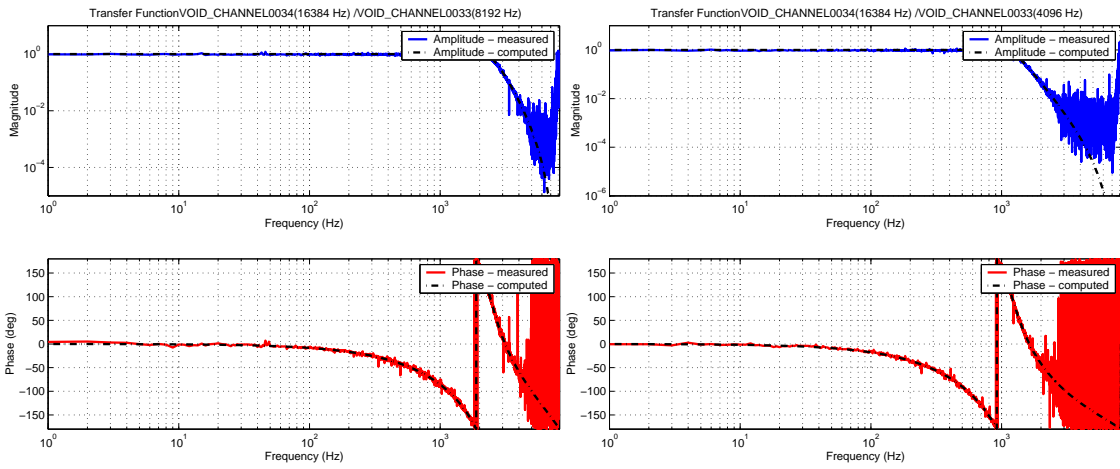 Transfer FunctionVOID_CHANNEL0034(16384 Hz) /VOID_CHANNEL0033(8192 Hz)
10^0
10^-2
10^-4
Magnitude
Amplitude − measured
Amplitude − computed
10^0 10^1 10^2 10^3
Frequency (Hz)
150
100
50
0
−50
−100
−150
Phase (deg)
Phase − measured
Phase − computed
10^0 10^1 10^2 10^3
Frequency (Hz)
Transfer FunctionVOID_CHANNEL0034(16384 Hz) /VOID_CHANNEL0033(4096 Hz)
10^0
10^-2
10^-4
10^-6
Magnitude
Amplitude − measured
Amplitude − computed
10^0 10^1 10^2 10^3
Frequency (Hz)
150
100
50
0
−50
−100
−150
Phase (deg)
Phase − measured
Phase − computed
10^0 10^1 10^2 10^3
Frequency (Hz)